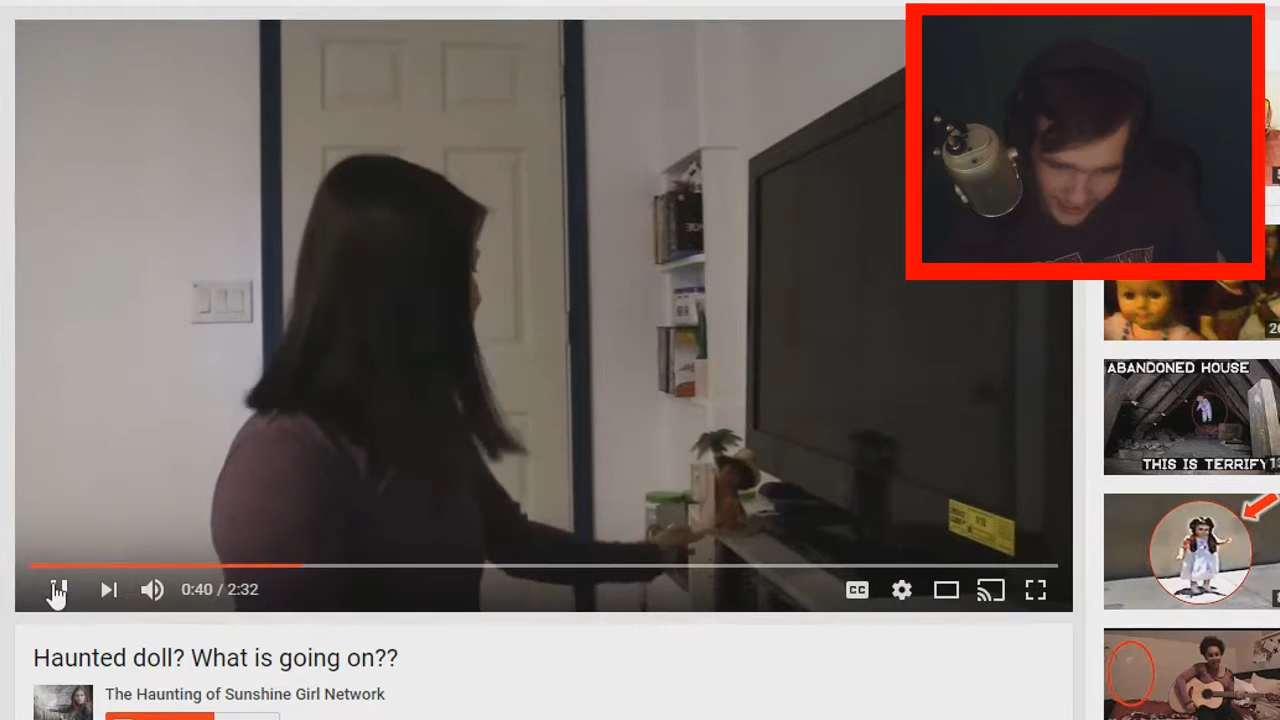 CC
0:40 / 2:32
Haunted doll? What is going on??
The Haunting of Sunshine Girl Network
ABANDONED HOUSE
THIS IS TERRIFY